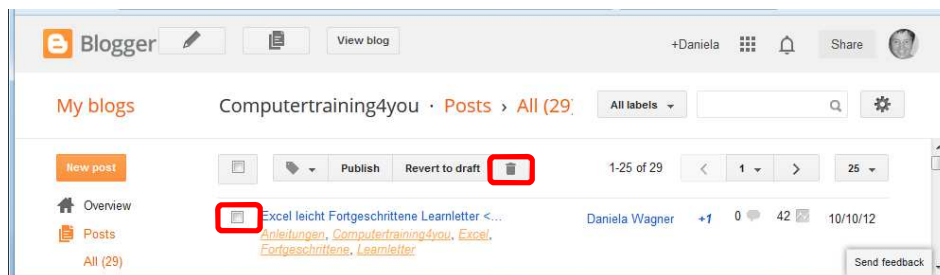 Blogger View blog +Daniela Share
My blogs Computertraining4you · Posts › All (29) All labels
New post Publish Revert to draft 1-25 of 29 < 1 > 25
Overview
Posts
All (29)
Excel leicht Fortgeschrittene Learnletter <... Daniela Wagner +1 0 42 10/10/12
Anleitungen, Computertraining4you, Excel,
Fortgeschrittene, Learnletter
Send feedback